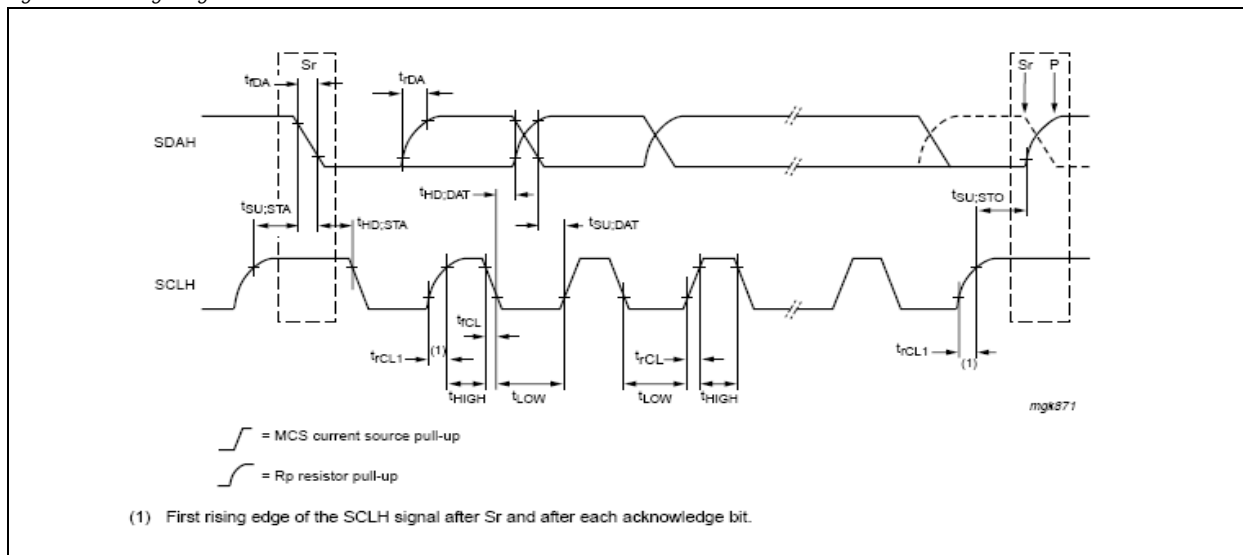 Sr
Sr P
tfDA
trDA
SDAH
tHD;DAT
tSU;STO
tSU;STA
tHD;STA
tSU;DAT
SCLH
tfCL
trCL1
(1)
trCL
trCL1
(1)
tHIGH
tLOW
tLOW
tHIGH
mgk871
= MCS current source pull-up
= Rp resistor pull-up
(1) First rising edge of the SCLH signal after Sr and after each acknowledge bit.